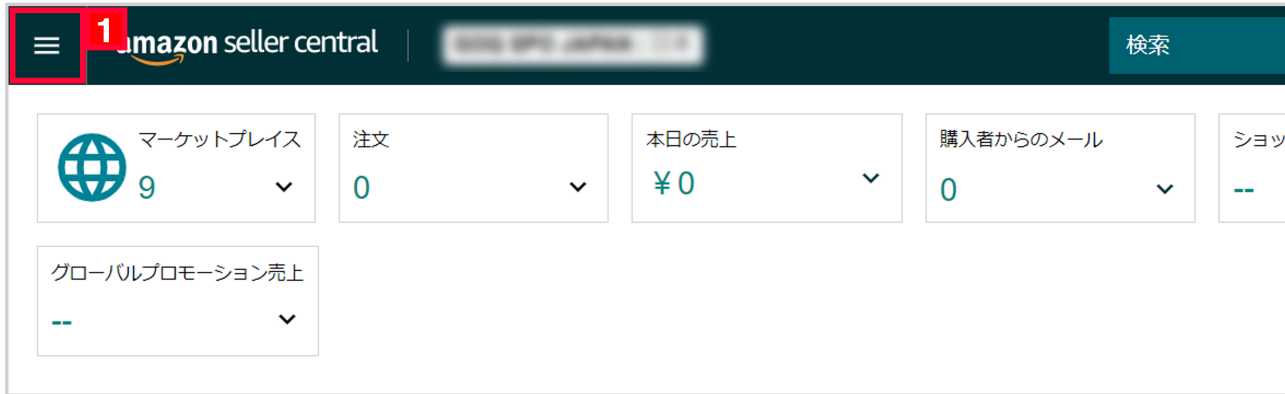 1
amazon seller central
検索
マーケットプレイス
9
注文
0
本日の売上
¥0
購入者からのメール
0
ショッ
--
グローバルプロモーション売上
--